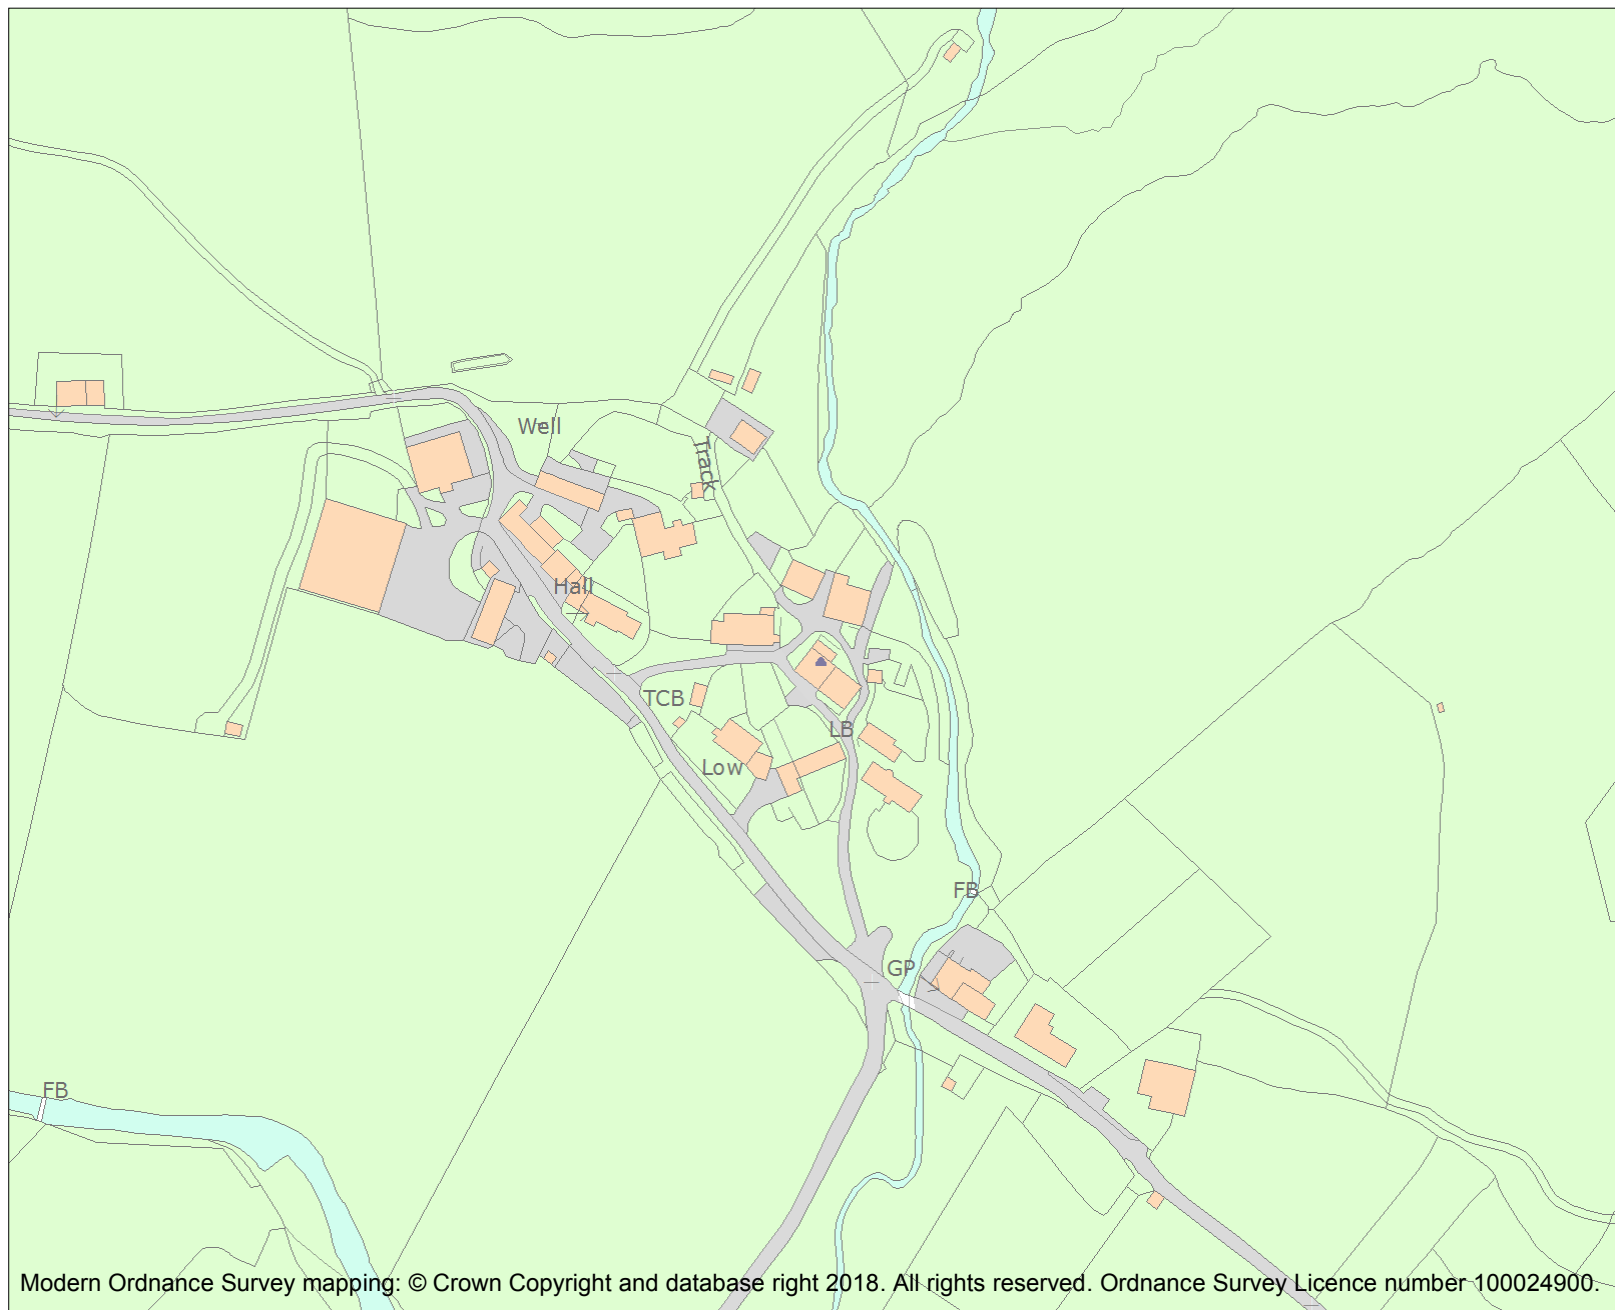 Well
Track
Hall
TCB
LB
Low
FB
GP
FB
Modern Ordnance Survey mapping: © Crown Copyright and database right 2018. All rights reserved. Ordnance Survey Licence number 100024900.